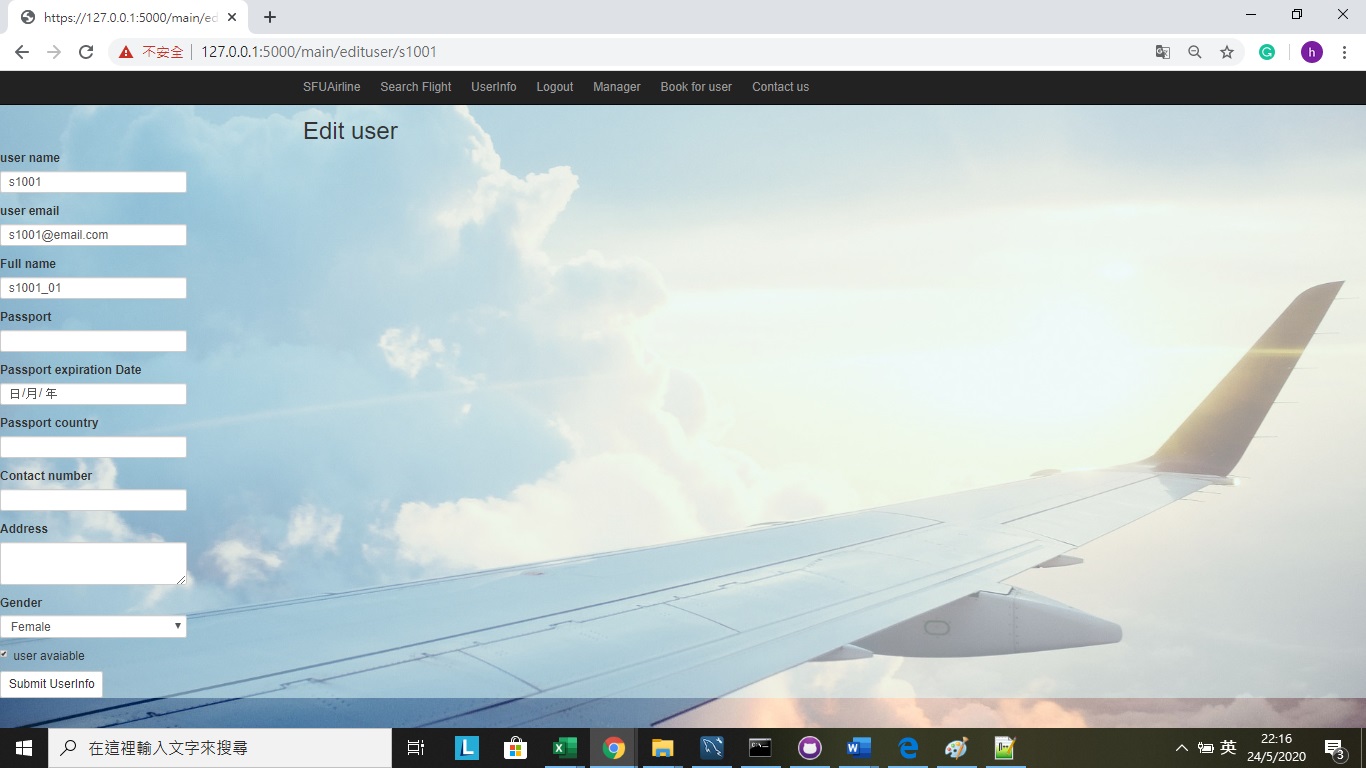 https://127.0.0.1:5000/main/ed
不安全 127.0.0.1:5000/main/edituser/s1001
h
SFUAirline Search Flight UserInfo Logout Manager Book for user Contact us
Edit user
user name
s1001
user email
s1001@email.com
Full name
s1001_01
Passport
Passport expiration Date
日/月/年
Passport country
Contact number
Address
Gender
Female
user avaiable
Submit UserInfo
在這裡輸入文字來搜尋
L
英
22:16
24/5/2020
3